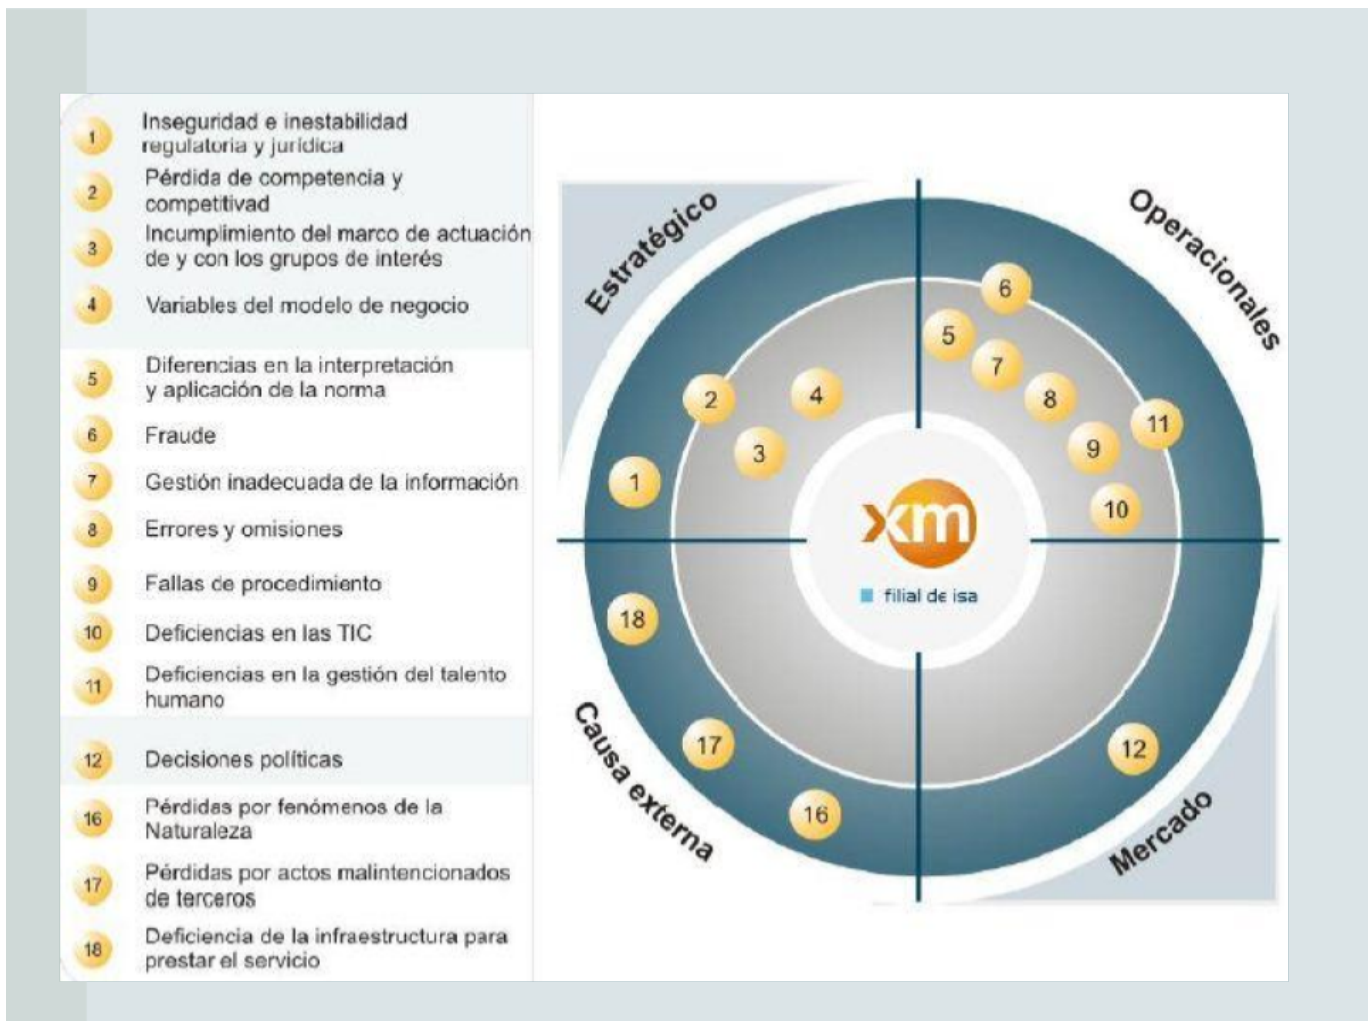 1
Inseguridad e inestabilidad
regulatoria y jurídica
2
Pérdida de competencia y
competitivad
3
Incumplimiento del marco de actuación
de y con los grupos de interés
4
Variables del modelo de negocio
5
Diferencias en la interpretación
y aplicación de la norma
6
Fraude
7
Gestión inadecuada de la información
8
Errores y omisiones
9
Fallas de procedimiento
10
Deficiencias en las TIC
11
Deficiencias en la gestión del talento
humano
12
Decisiones políticas
16
Pérdidas por fenómenos de la
Naturaleza
17
Pérdidas por actos malintencionados
de terceros
18
Deficiencia de la infraestructura para
prestar el servicio
Estratégico
Operacionales
6
5
7
2
4
8
11
3
9
1
10
xm
filial de isa
18
17
12
16
Causa externa
Mercado